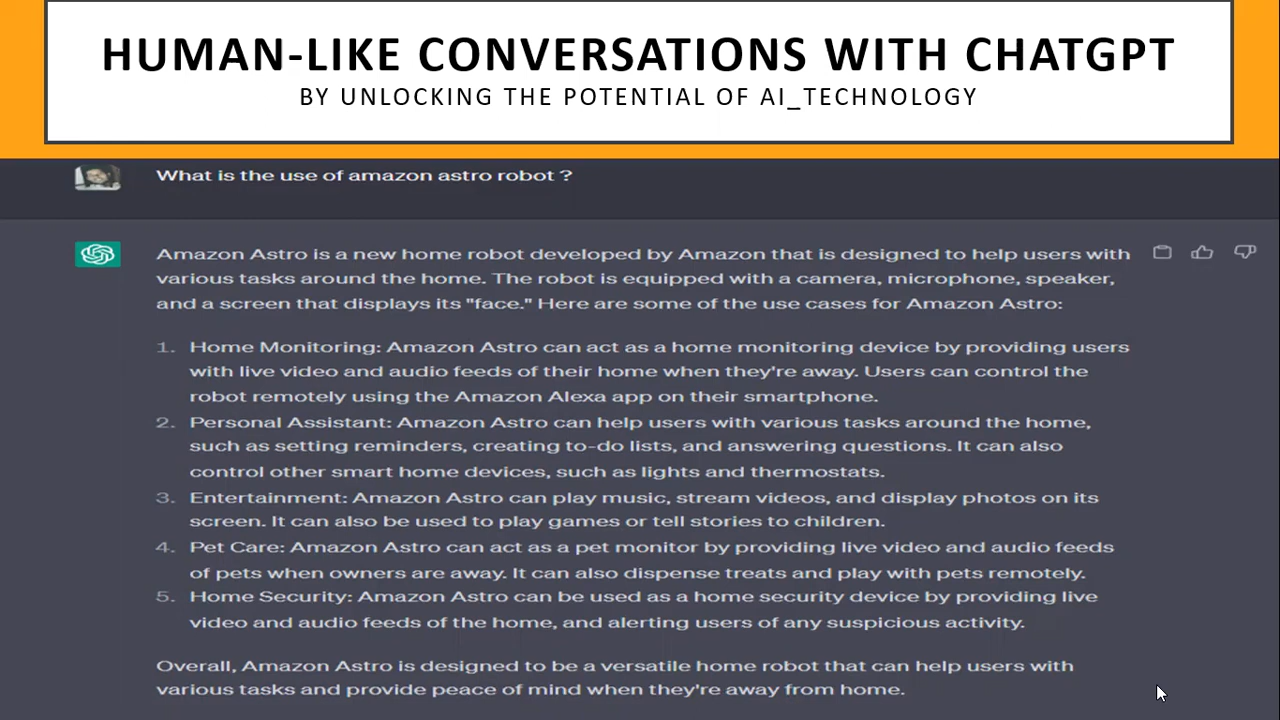 HUMAN-LIKE CONVERSATIONS WITH CHATGPT
BY UNLOCKING THE POTENTIAL OF AI_TECHNOLOGY
What is the use of amazon astro robot ?
Amazon Astro is a new home robot developed by Amazon that is designed to help users with
various tasks around the home. The robot is equipped with a camera, microphone, speaker,
and a screen that displays its "face." Here are some of the use cases for Amazon Astro:
1. Home Monitoring: Amazon Astro can act as a home monitoring device by providing users
with live video and audio feeds of their home when they're away. Users can control the
robot remotely using the Amazon Alexa app on their smartphone.
2. Personal Assistant: Amazon Astro can help users with various tasks around the home,
such as setting reminders, creating to-do lists, and answering questions. It can also
control other smart home devices, such as lights and thermostats.
3. Entertainment: Amazon Astro can play music, stream videos, and display photos on its
screen. It can also be used to play games or tell stories to children.
4. Pet Care: Amazon Astro can act as a pet monitor by providing live video and audio feeds
of pets when owners are away. It can also dispense treats and play with pets remotely.
5. Home Security: Amazon Astro can be used as a home security device by providing live
video and audio feeds of the home, and alerting users of any suspicious activity.
Overall, Amazon Astro is designed to be a versatile home robot that can help users with
various tasks and provide peace of mind when they're away from home.